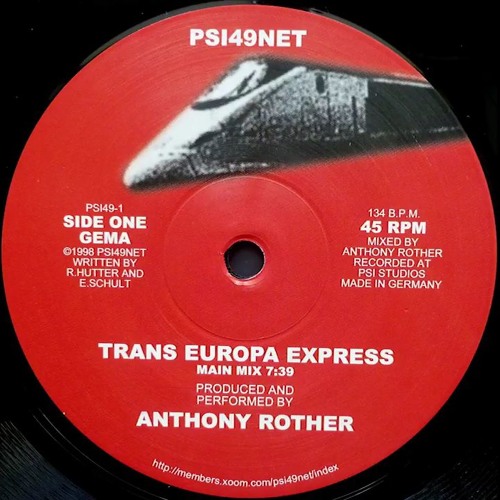 PSI49NET
PSI49-1
SIDE ONE
GEMA
©1998 PSI49NET
WRITTEN BY
R.HUTTER AND
E.SCHULT
134 B.P.M.
45 RPM
MIXED BY
ANTHONY ROTHER
RECORDED AT
PSI STUDIOS
MADE IN GERMANY
TRANS EUROPA EXPRESS
MAIN MIX 7:39
PRODUCED AND
PERFORMED BY
ANTHONY ROTHER
http://members.xoom.com/psi49net/index